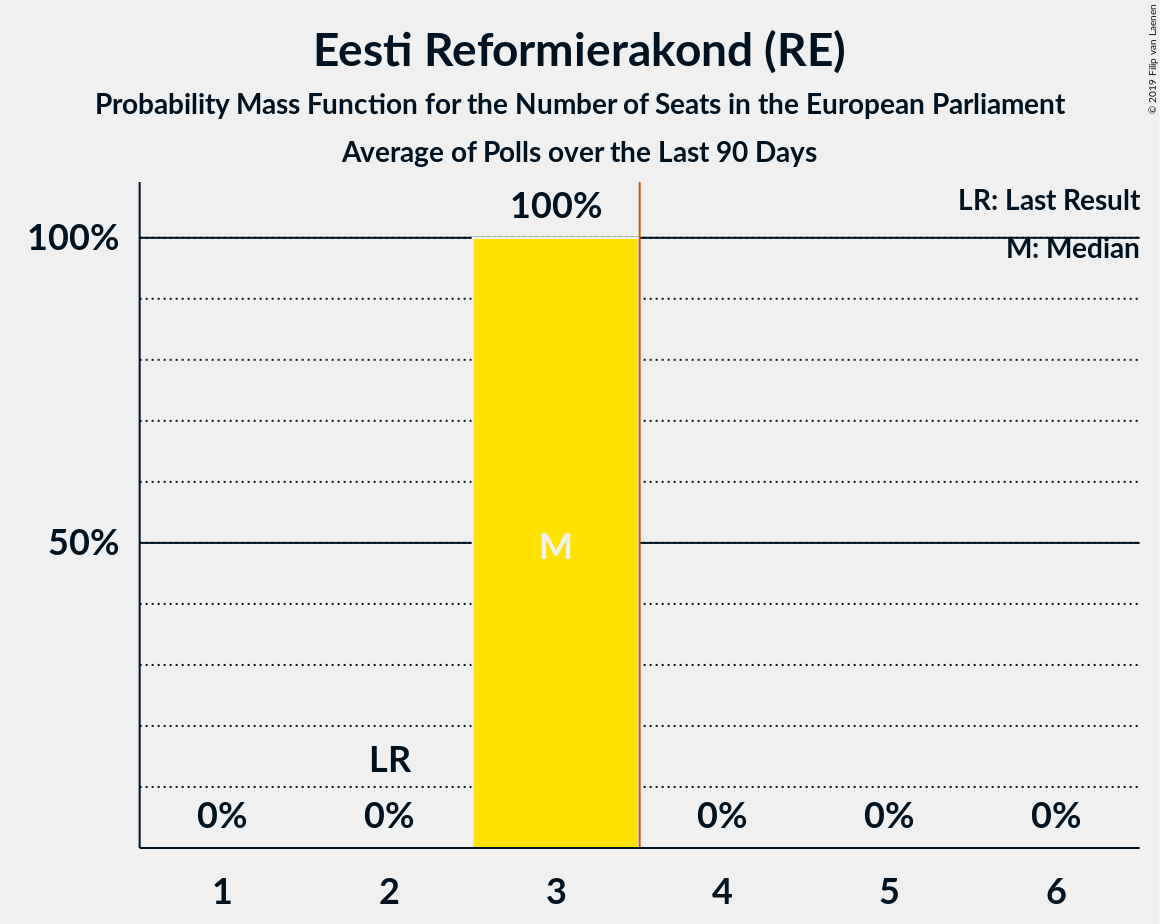 Eesti Reformierakond (RE)
Probability Mass Function for the Number of Seats in the European Parliament
Average of Polls over the Last 90 Days
© 2019 Filip van Laenen
LR: Last Result
M: Median
100%
100%
50%
M
LR
0%
0%
0%
0%
0%
1
2
3
4
5
6